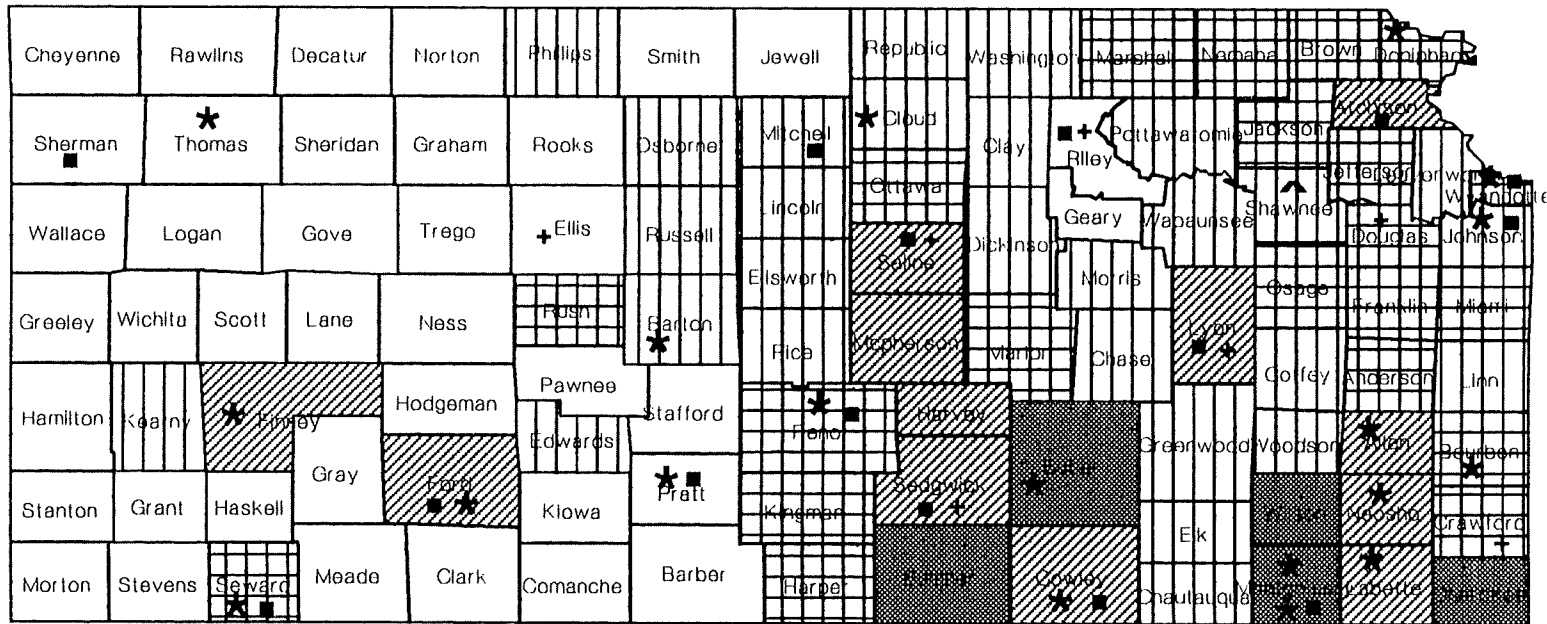 Cheyenne Rawlins Decatur Norton Phillips Smith Jewell Republic Washington Marshall Nemaha Brown Doniphan
Sherman Thomas Sheridan Graham Rooks Osborne Mitchell Cloud Clay Riley Pottawatomie Jackson Atchison
Ottawa Jefferson
Wallace Logan Gove Trego Ellis Russell Lincoln Saline Dickinson Geary Wabaunsee Shawnee Douglas Johnson
Greeley Wichita Scott Lane Ness Rush Barton Ellsworth Mcpherson Marion Morris Lyon Osage Franklin Miami
Rice Chase Coffey Anderson Linn
Hamilton Kearny Finney Hodgeman Pawnee Stafford Reno Harvey Greenwood Woodson Allen Bourbon
Gray Ford Edwards Pratt Sedgwick Butler
Stanton Grant Haskell Kiowa Kingman Elk Neosho Crawford
Morton Stevens Seward Meade Clark Comanche Barber Harper Cowley Chautauqua Labette